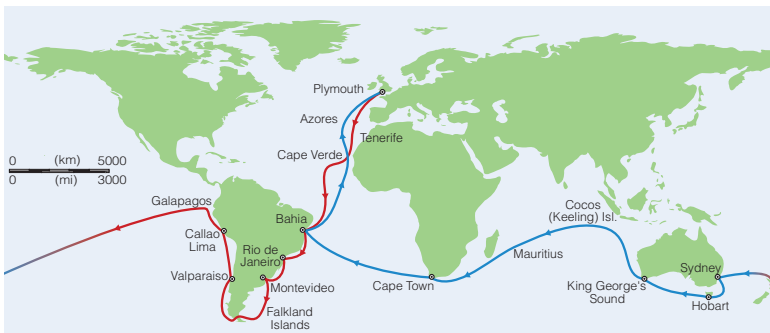 Plymouth
Azores
Tenerife
Cape Verde
0 (km) 5000
0 (mi) 3000
Galapagos
Callao
Lima
Bahia
Rio de
Janeiro
Valparaiso
Montevideo
Falkland
Islands
Cape Town
Mauritius
Cocos
(Keeling) Isl.
King George's
Sound
Sydney
Hobart